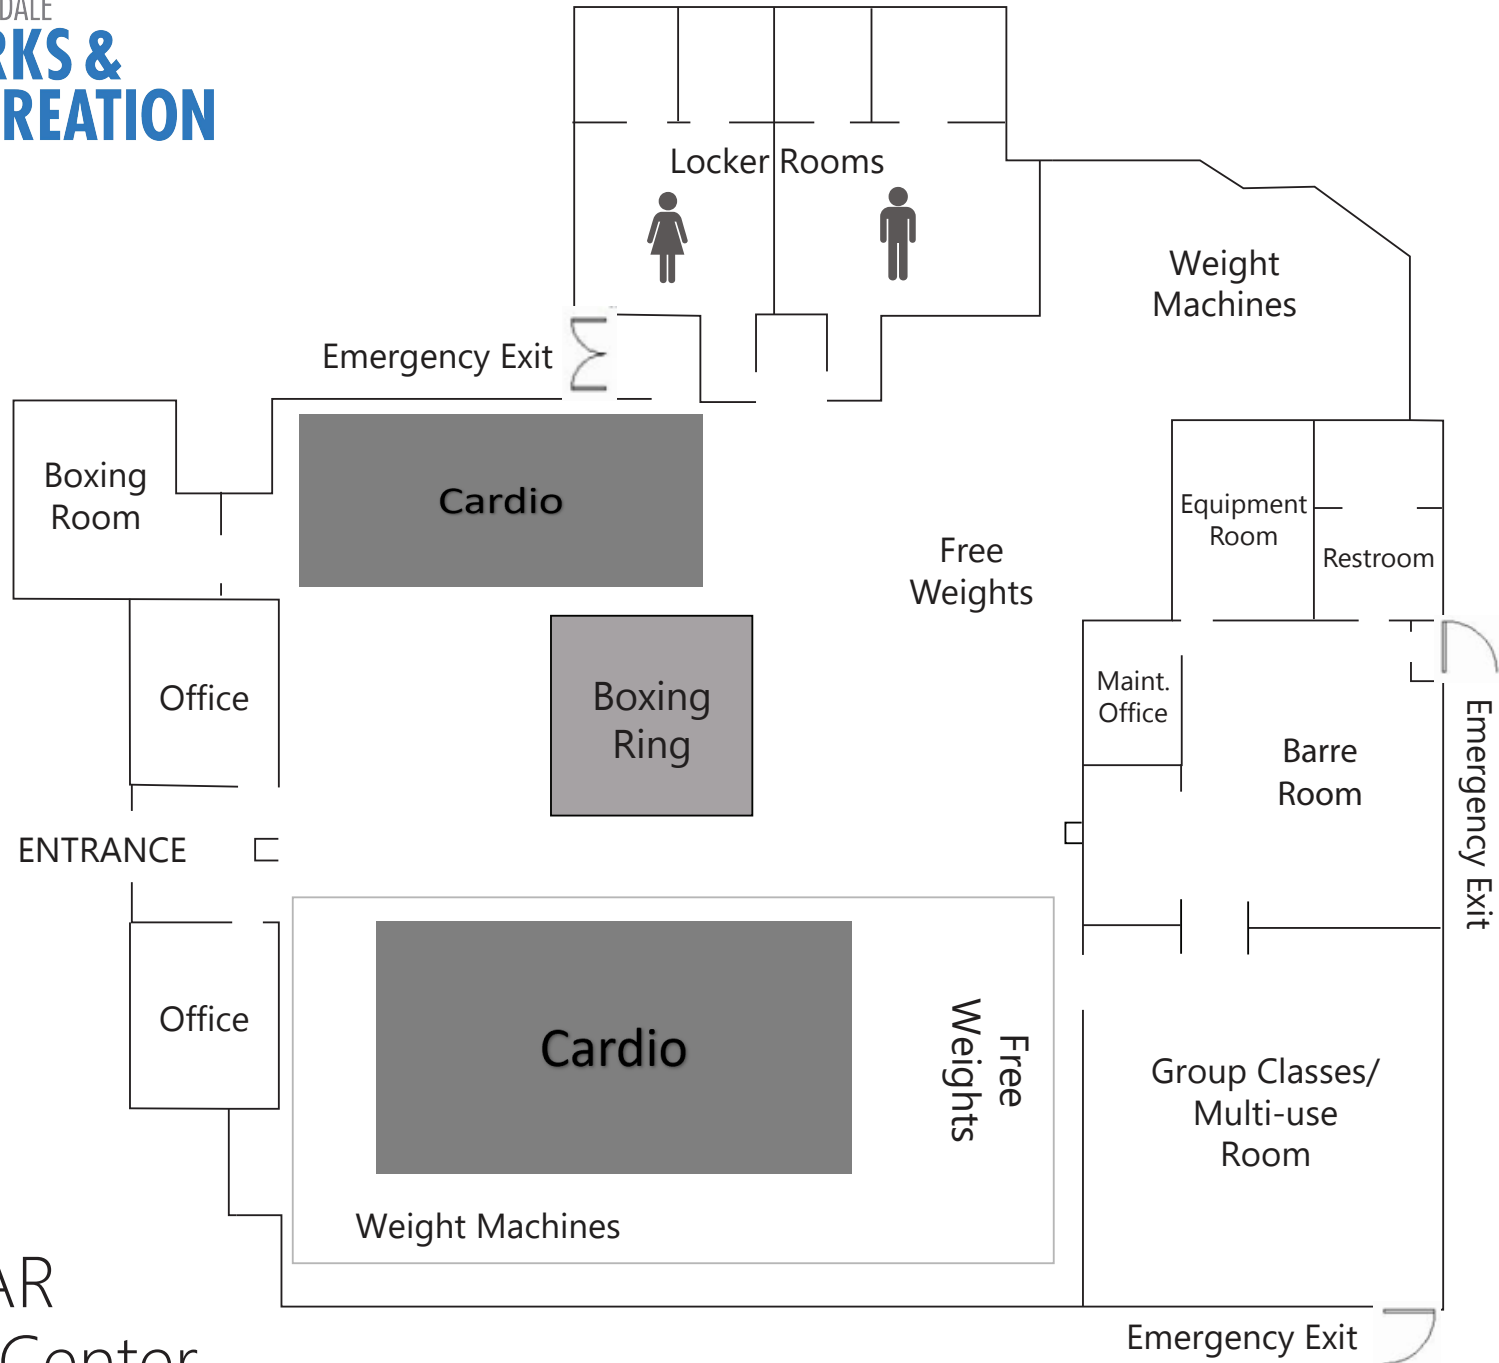 DALE
RKS &
REATION
Locker Rooms
Weight
Machines
Emergency Exit
Boxing
Room
Cardio
Equipment
Room
Restroom
Free
Weights
Office
Boxing
Ring
Maint.
Office
Barre
Room
Emergency Exit
ENTRANCE
Office
Cardio
Free
Weights
Group Classes/
Multi-use
Room
Weight Machines
AR
Center
Emergency Exit